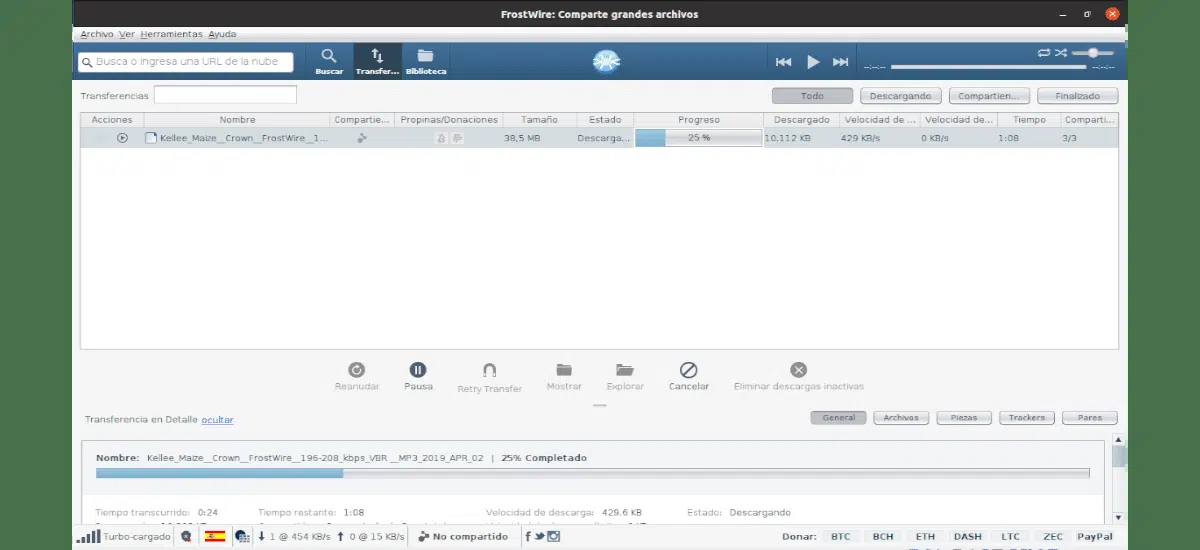 FrostWire: Comparte grandes archivos
Archivo Ver Herramientas Ayuda
Busca o ingresa una URL de la nube
Buscar Transfer... Biblioteca
--:--:-- --:--:--
Transferencias Todo Descargando Compartien... Finalizado
Acciones Nombre Compartie... Propinas/Donaciones Tamaño Estado Progreso Descargado Velocidad de ... Velocidad de... Tiempo Comparti...
Kellee_Maize__Crown__FrostWire__1... 38,5 MB Descarga... 25 % 10.112 KB 429 KB/s 0 KB/s 1:08 3/3
Reanudar Pausa Retry Transfer Mostrar Explorar Cancelar Eliminar descargas inactivas
Transferencia en Detalle ocultar General Archivos Piezas Trackers Pares
Nombre: Kellee_Maize__Crown__FrostWire__196-208_kbps_VBR__MP3_2019_APR_02 | 25% Completado
Tiempo transcurrido: 0:24 Tiempo restante: 1:08 Velocidad de descarga: 429.6 KB Estado: Descargando
Turbo-cargado 1 @ 454 KB/s 0 @ 15 KB/s No compartido Donar: BTC BCH ETH DASH LTC ZEC PayPal